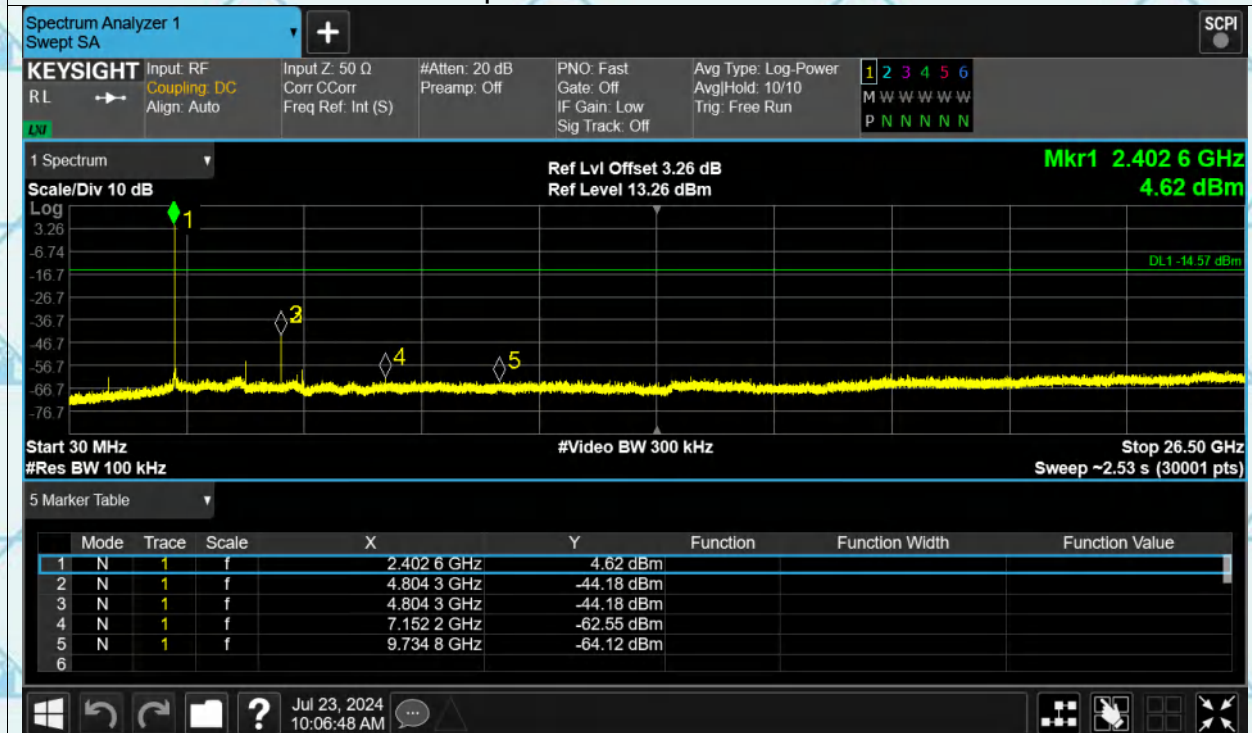 Spectrum Analyzer 1
Swept SA
+
SCPI
KEYSIGHT
RL
LXI
Input: RF
Coupling: DC
Align: Auto
Input Z: 50 Ω
Corr CCorr
Freq Ref: Int (S)
#Atten: 20 dB
Preamp: Off
PNO: Fast
Gate: Off
IF Gain: Low
Sig Track: Off
Avg Type: Log-Power
Avg|Hold: 10/10
Trig: Free Run
1 2 3 4 5 6
M W W W W W
P N N N N N
1 Spectrum
Scale/Div 10 dB
Ref Lvl Offset 3.26 dB
Ref Level 13.26 dBm
Mkr1 2.402 6 GHz
4.62 dBm
Log
3.26
-6.74
-16.7
-26.7
-36.7
-46.7
-56.7
-66.7
-76.7
1
4
5
DL1 -14.57 dBm
Start 30 MHz
#Res BW 100 kHz
#Video BW 300 kHz
Stop 26.50 GHz
Sweep ~2.53 s (30001 pts)
5 Marker Table
Mode Trace Scale X Y Function Function Width Function Value
1 N 1 f 2.402 6 GHz 4.62 dBm
2 N 1 f 4.804 3 GHz -44.18 dBm
3 N 1 f 4.804 3 GHz -44.18 dBm
4 N 1 f 7.152 2 GHz -62.55 dBm
5 N 1 f 9.734 8 GHz -64.12 dBm
6
?
Jul 23, 2024
10:06:48 AM